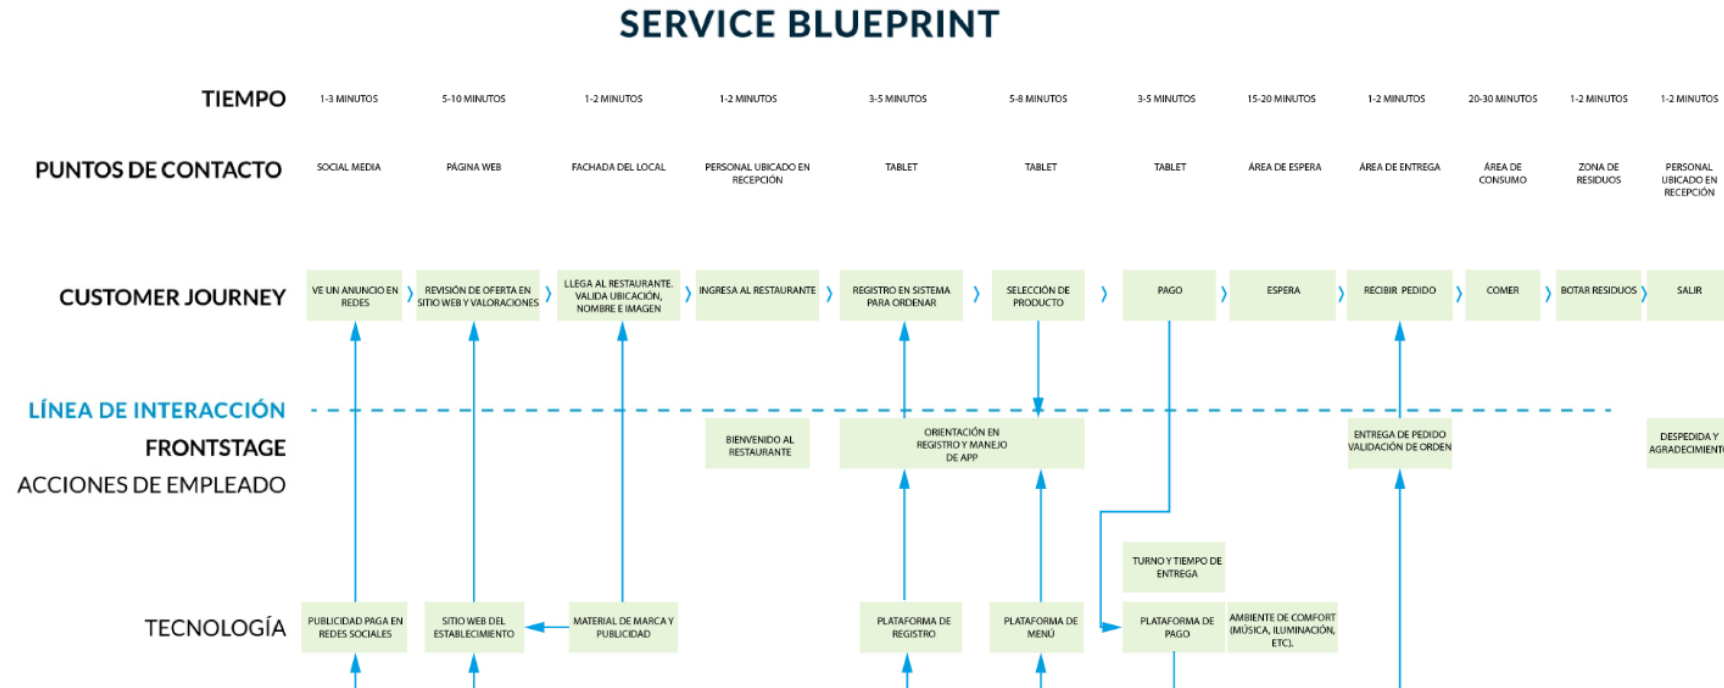 SERVICE BLUEPRINT
TIEMPO
1-3 MINUTOS
5-10 MINUTOS
1-2 MINUTOS
1-2 MINUTOS
3-5 MINUTOS
5-8 MINUTOS
3-5 MINUTOS
15-20 MINUTOS
1-2 MINUTOS
20-30 MINUTOS
1-2 MINUTOS
1-2 MINUTOS
PUNTOS DE CONTACTO
SOCIAL MEDIA
PÁGINA WEB
FACHADA DEL LOCAL
PERSONAL UBICADO EN
RECEPCIÓN
TABLET
TABLET
TABLET
ÁREA DE ESPERA
ÁREA DE ENTREGA
ÁREA DE
CONSUMO
ZONA DE
RESIDUOS
PERSONAL
UBICADO EN
RECEPCIÓN
CUSTOMER JOURNEY
VE UN ANUNCIO EN
REDES
REVISIÓN DE OFERTA EN
SITIO WEB Y VALORACIONES
LLEGA AL RESTAURANTE.
VALIDA UBICACIÓN,
NOMBRE E IMAGEN
INGRESA AL RESTAURANTE
REGISTRO EN SISTEMA
PARA ORDENAR
SELECCIÓN DE
PRODUCTO
PAGO
ESPERA
RECIBIR PEDIDO
COMER
BOTAR RESIDUOS
SALIR
LÍNEA DE INTERACCIÓN
FRONTSTAGE
ACCIONES DE EMPLEADO
BIENVENIDO AL
RESTAURANTE
ORIENTACIÓN EN
REGISTRO Y MANEJO
DE APP
ENTREGA DE PEDIDO
VALIDACIÓN DE ORDEN
DESPEDIDA Y
AGRADECIMIENTO
TURNO Y TIEMPO DE
ENTREGA
TECNOLOGÍA
PUBLICIDAD PAGA EN
REDES SOCIALES
SITIO WEB DEL
ESTABLECIMIENTO
MATERIAL DE MARCA Y
PUBLICIDAD
PLATAFORMA DE
REGISTRO
PLATAFORMA DE
MENÚ
PLATAFORMA DE
PAGO
AMBIENTE DE COMFORT
(MÚSICA, ILUMINACIÓN,
ETC).